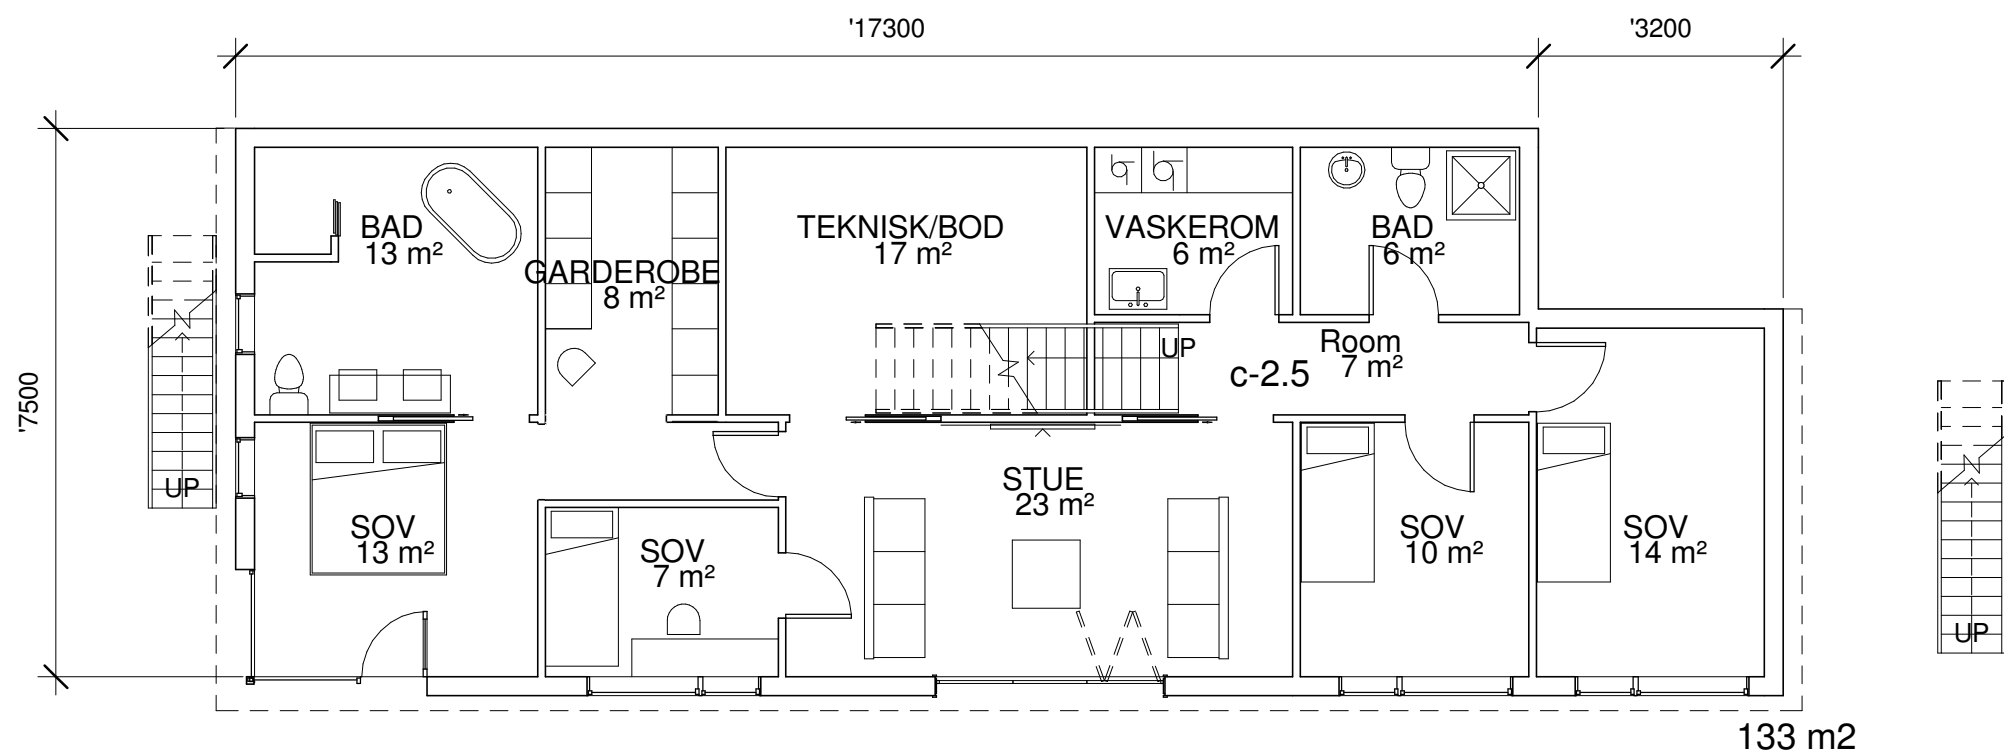 '17300
'3200
'7500
BAD
13 m²
GARDEROBE
8 m²
TEKNISK/BOD
17 m²
VASKEROM
6 m²
BAD
6 m²
Room
7 m²
UP
c-2.5
UP
SOV
13 m²
SOV
7 m²
STUE
23 m²
SOV
10 m²
SOV
14 m²
UP
133 m2